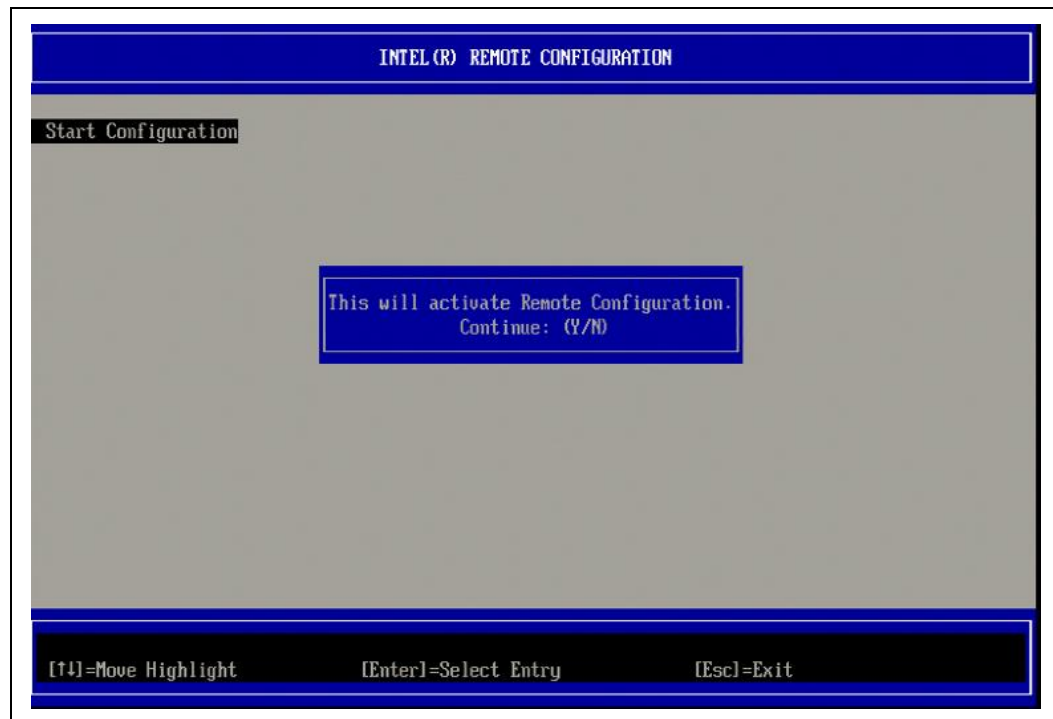 INTEL(R) REMOTE CONFIGURATION
Start Configuration
This will activate Remote Configuration.
Continue: (Y/N)
[↑↓]=Move Highlight [Enter]=Select Entry [Esc]=Exit